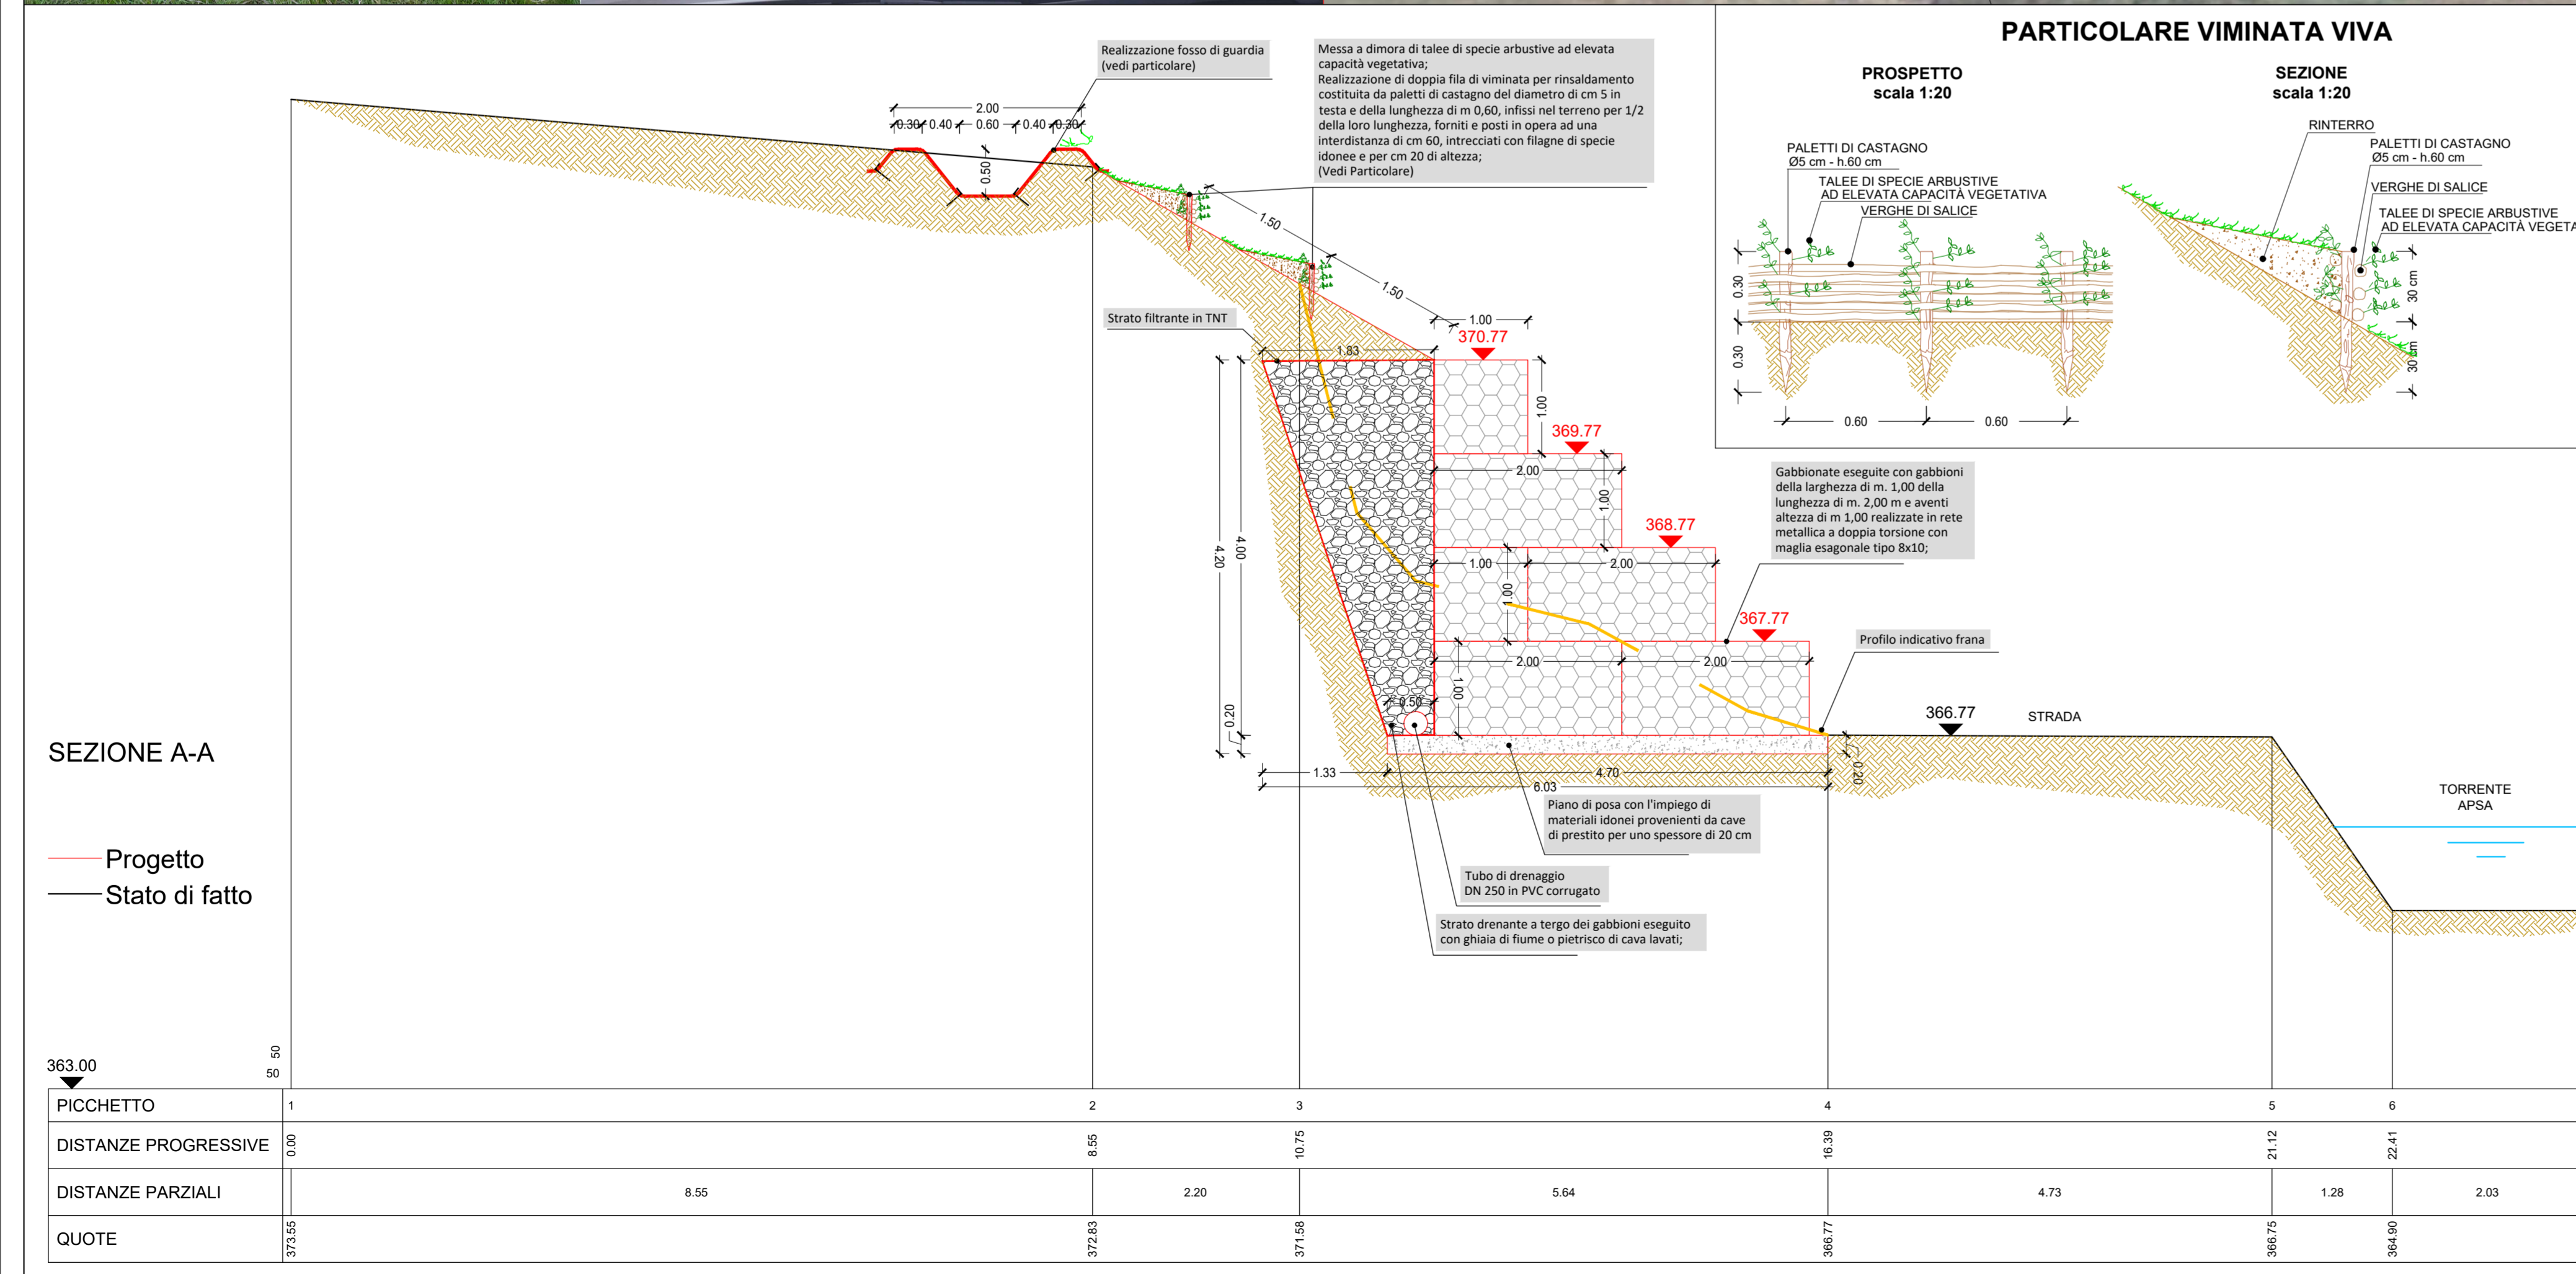 Realizzazione fosso di guardia
(vedi particolare)
Messa a dimora di talee di specie arbustive ad elevata
capacità vegetativa;
Realizzazione di doppia fila di viminata per rinsaldamento
costituita da paletti di castagno del diametro di cm 5 in
testa e della lunghezza di m 0,60, infissi nel terreno per 1/2
della loro lunghezza, forniti e posti in opera ad una
interdistanza di cm 60, intrecciati con filagne di specie
idonee e per cm 20 di altezza;
(Vedi Particolare)
2.00
0.30 0.40 0.60 0.40 0.30
0.50
1.50
1.50
Strato filtrante in TNT
1.00
370.77
1.83
1.00
369.77
2.00
1.00
368.77
1.00
2.00
1.00
367.77
2.00
2.00
1.00
4.20
4.00
0.20
0.50
1.33
4.70
6.03
0.20
Gabbionate eseguite con gabbioni
della larghezza di m. 1,00 della
lunghezza di m. 2,00 m e aventi
altezza di m 1,00 realizzate in rete
metallica a doppia torsione con
maglia esagonale tipo 8x10;
Profilo indicativo frana
366.77
STRADA
TORRENTE
APSA
Piano di posa con l'impiego di
materiali idonei provenienti da cave
di prestito per uno spessore di 20 cm
Tubo di drenaggio
DN 250 in PVC corrugato
Strato drenante a tergo dei gabbioni eseguito
con ghiaia di fiume o pietrisco di cava lavati;
PARTICOLARE VIMINATA VIVA
PROSPETTO
scala 1:20
PALETTI DI CASTAGNO
Ø5 cm - h.60 cm
TALEE DI SPECIE ARBUSTIVE
AD ELEVATA CAPACITÀ VEGETATIVA
VERGHE DI SALICE
0.30
0.30
0.60
0.60
SEZIONE
scala 1:20
RINTERRO
PALETTI DI CASTAGNO
Ø5 cm - h.60 cm
VERGHE DI SALICE
TALEE DI SPECIE ARBUSTIVE
AD ELEVATA CAPACITÀ VEGETA
30 cm
30 cm
SEZIONE A-A
Progetto
Stato di fatto
363.00
50
50
PICCHETTO 1 2 3 4 5 6
DISTANZE PROGRESSIVE 0.00 8.55 10.75 16.39 21.12 22.41
DISTANZE PARZIALI 8.55 2.20 5.64 4.73 1.28 2.03
QUOTE 373.55 372.83 371.58 366.77 366.75 364.90